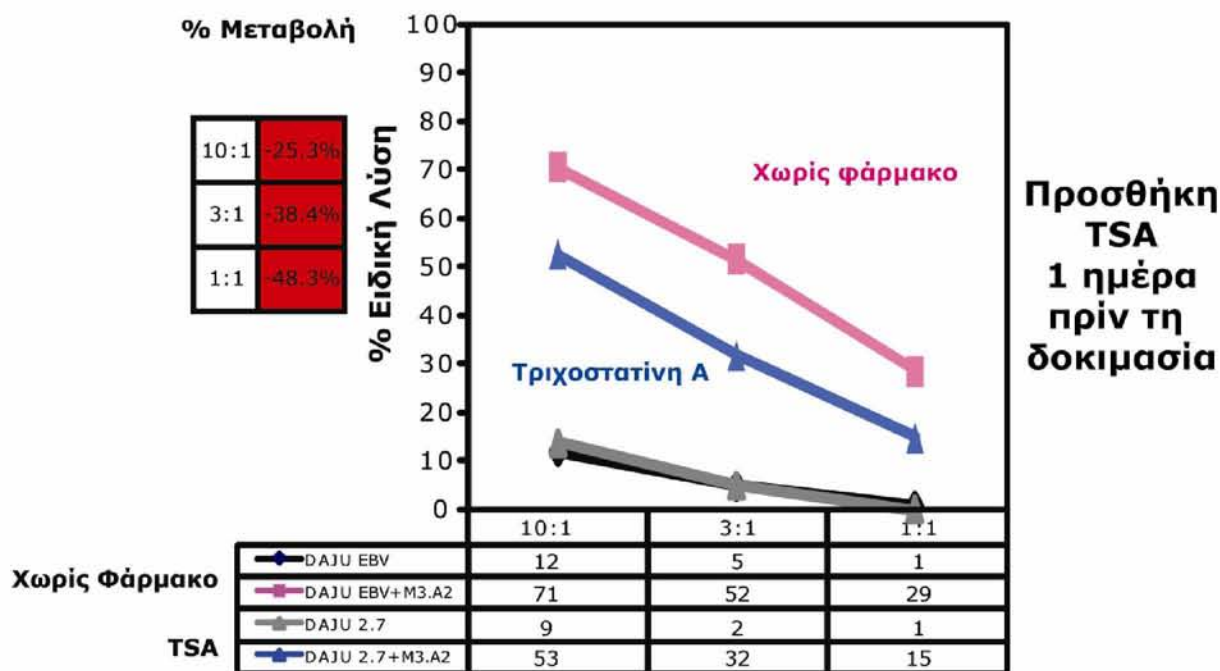 % Μεταβολή
10:1 -25.3%
3:1 -38.4%
1:1 -48.3%
% Ειδική Λύση
100
90
80
70
60
50
40
30
20
10
0
Χωρίς φάρμακο
Τριχοστατίνη Α
Προσθήκη
TSA
1 ημέρα
πρίν τη
δοκιμασία
10:1 3:1 1:1
Χωρίς Φάρμακο
DAJU EBV 12 5 1
DAJU EBV+M3.A2 71 52 29
TSA
DAJU 2.7 9 2 1
DAJU 2.7+M3.A2 53 32 15